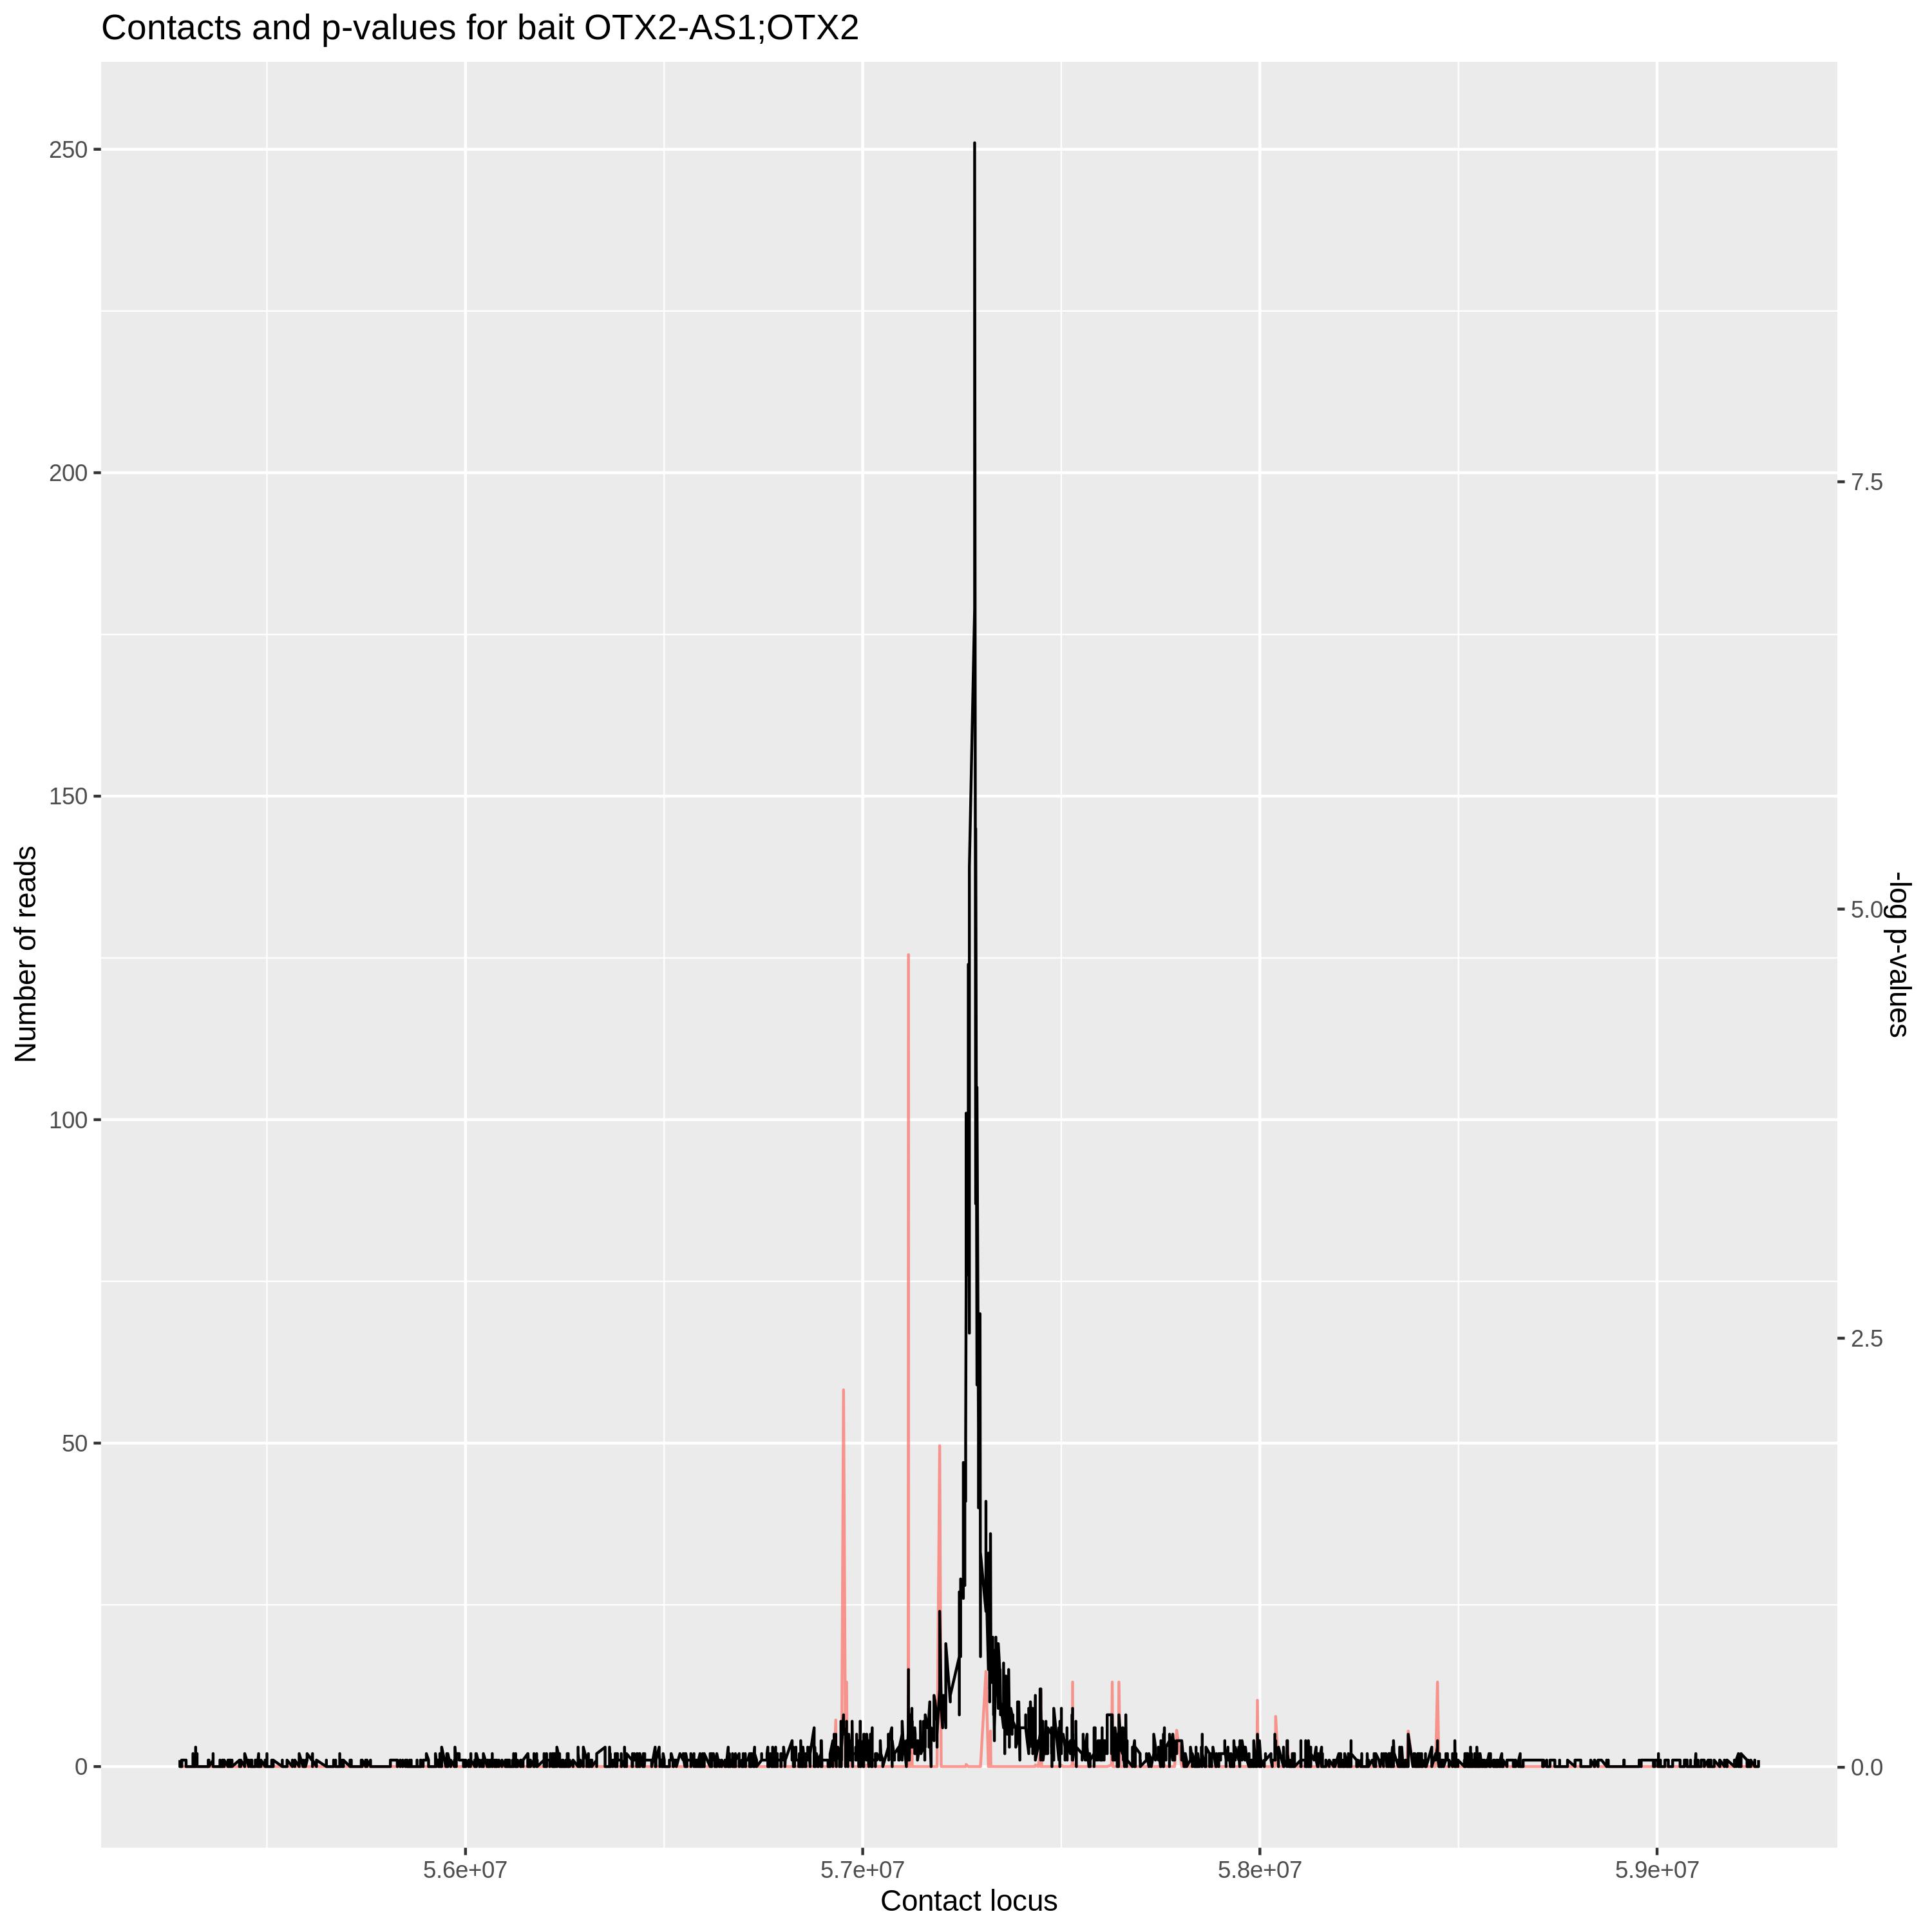 Contacts and p-values for bait OTX2-AS1;OTX2
250
200
150
100
50
0
Number of reads
7.5
5.0
2.5
0.0
-log p-values
5.6e+07
5.7e+07
5.8e+07
5.9e+07
Contact locus